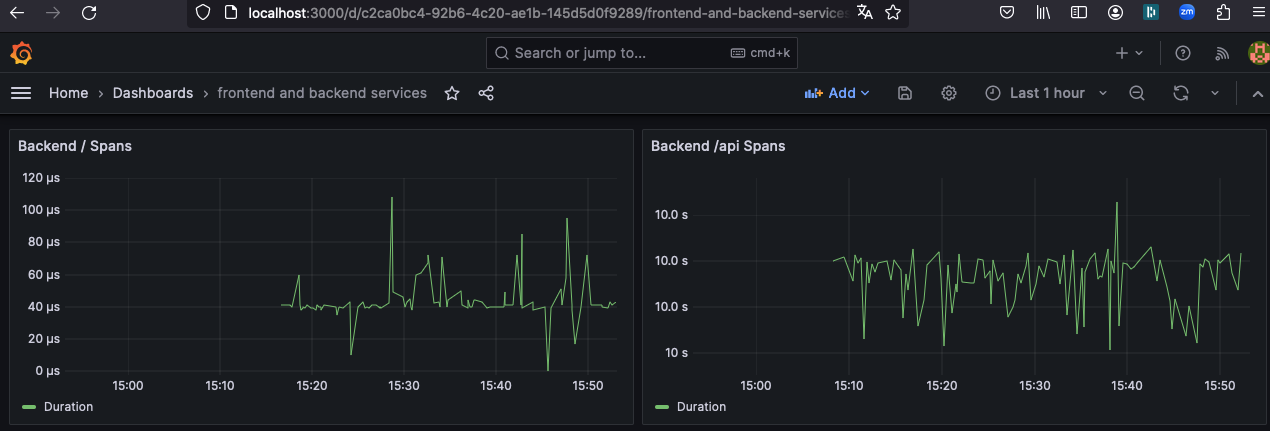 localhost:3000/d/c2ca0bc4-92b6-4c20-ae1b-145d5d0f9289/frontend-and-backend-services
zm
Search or jump to... cmd+k
Home › Dashboards › frontend and backend services
Add
Last 1 hour
Backend / Spans
120 µs
100 µs
80 µs
60 µs
40 µs
20 µs
0 µs
15:00 15:10 15:20 15:30 15:40 15:50
Duration
Backend /api Spans
10.0 s
10.0 s
10.0 s
10 s
15:00 15:10 15:20 15:30 15:40 15:50
Duration